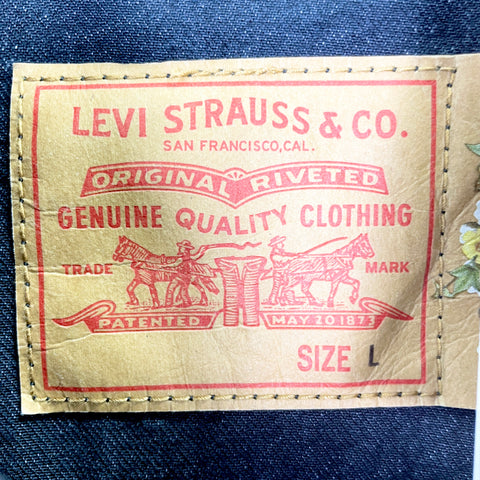 LEVI STRAUSS & CO.
SAN FRANCISCO, CAL.
ORIGINAL RIVETED
GENUINE QUALITY CLOTHING
TRADE MARK
PATENTED MAY 20 1873
SIZE L